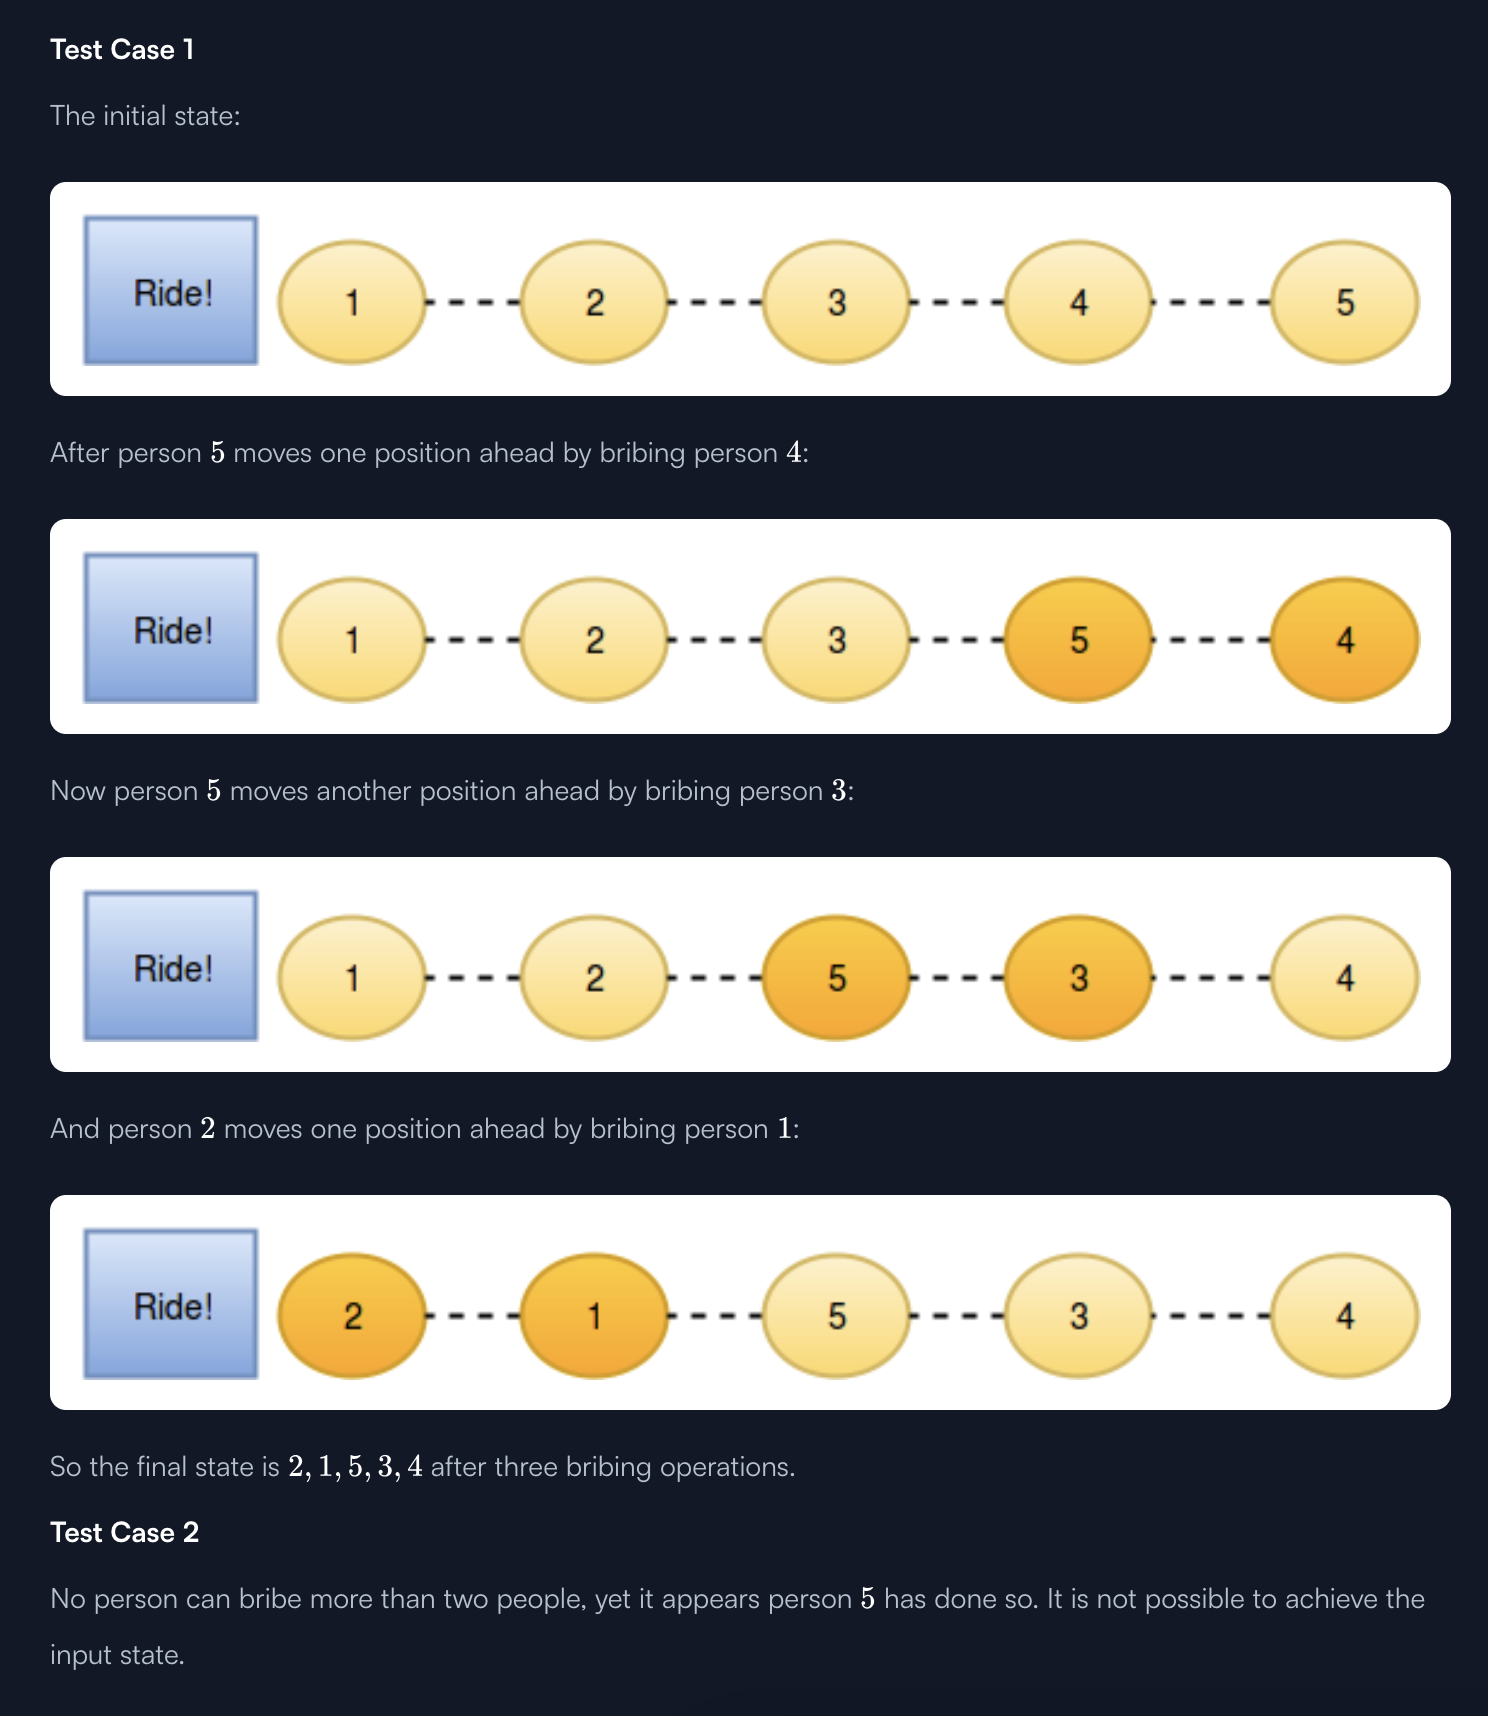 Test Case 1
The initial state:
Ride! 1 2 3 4 5
After person 5 moves one position ahead by bribing person 4:
Ride! 1 2 3 5 4
Now person 5 moves another position ahead by bribing person 3:
Ride! 1 2 5 3 4
And person 2 moves one position ahead by bribing person 1:
Ride! 2 1 5 3 4
So the final state is 2, 1, 5, 3, 4 after three bribing operations.
Test Case 2
No person can bribe more than two people, yet it appears person 5 has done so. It is not possible to achieve the
input state.